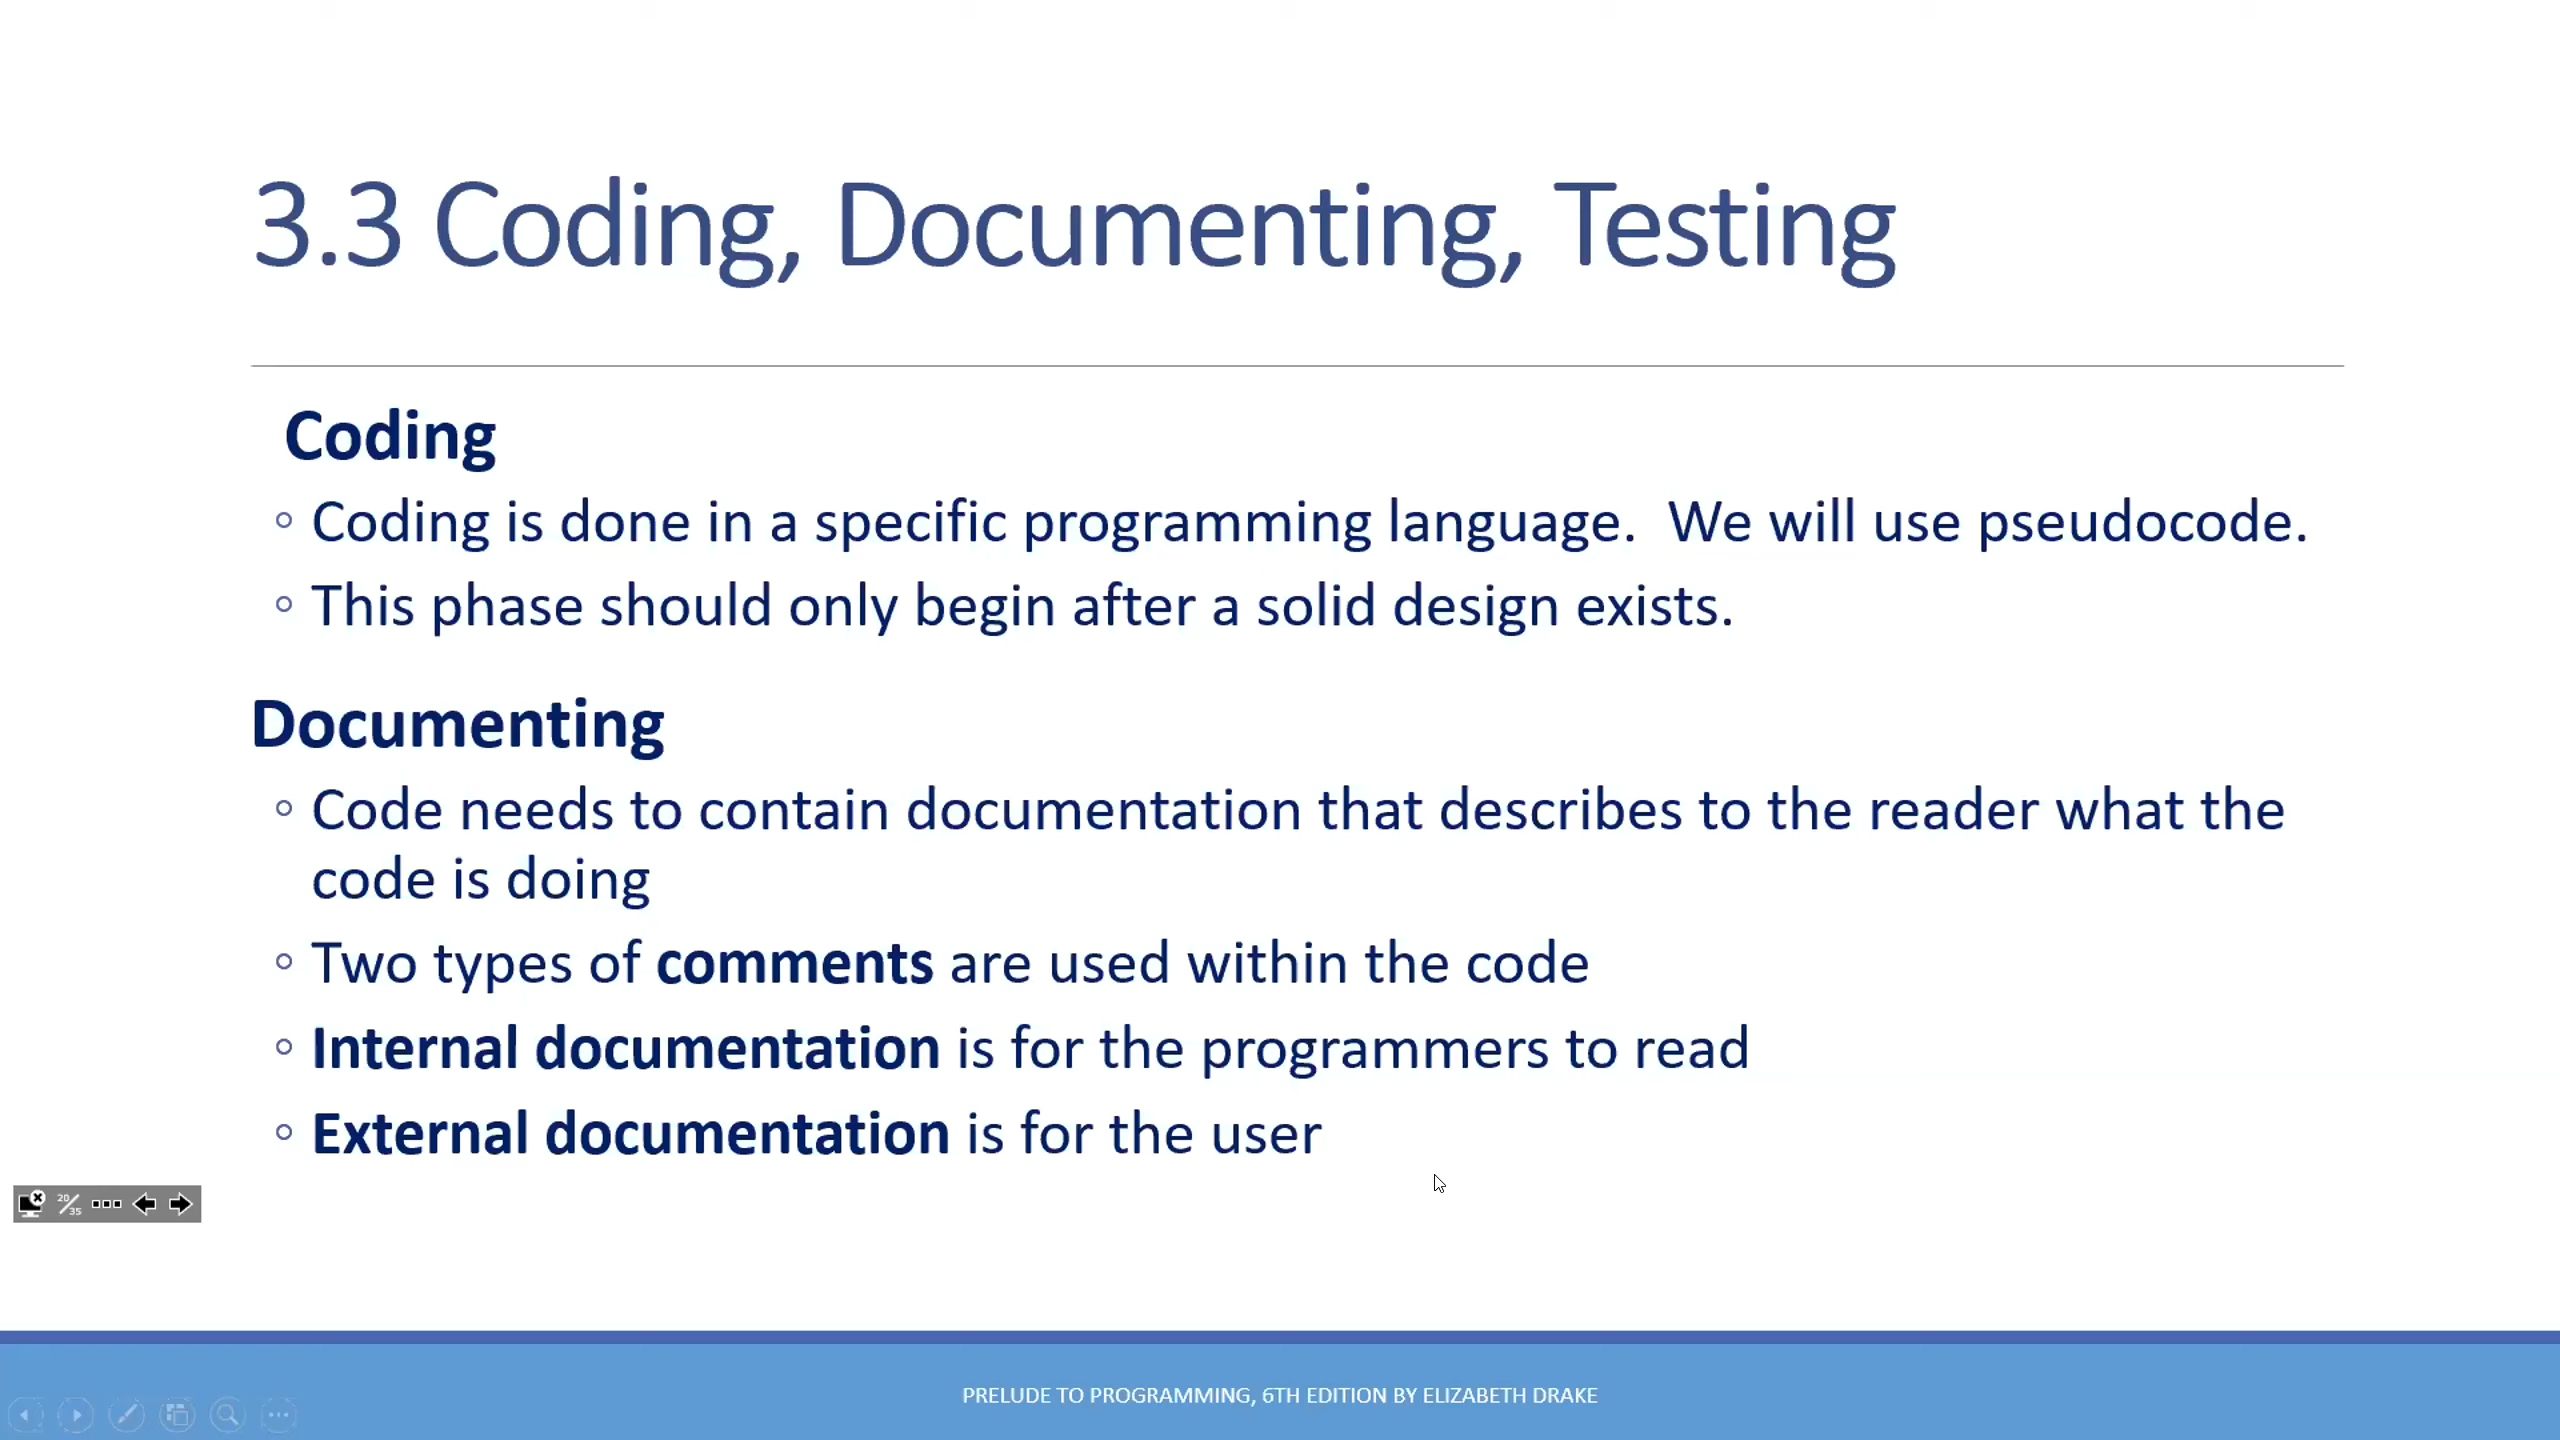 3.3 Coding, Documenting, Testing
Coding
◦ Coding is done in a specific programming language.  We will use pseudocode.
◦ This phase should only begin after a solid design exists.
Documenting
◦ Code needs to contain documentation that describes to the reader what the
code is doing
◦ Two types of comments are used within the code
◦ Internal documentation is for the programmers to read
◦ External documentation is for the user
20/35
PRELUDE TO PROGRAMMING, 6TH EDITION BY ELIZABETH DRAKE